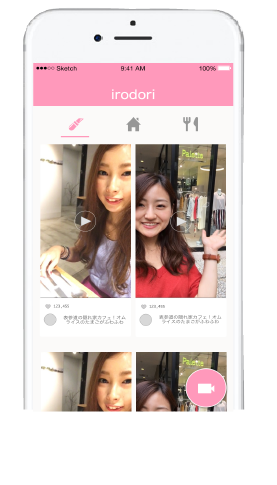 ●●●○○ Sketch 9:41 AM 100%
irodori
Palette
123,455 123,455
表参道の隠れ家カフェ！オム 表参道の隠れ家カフェ！オム
ライスのたまごがふわふわ ライスのたまごがふわふわ
Palette